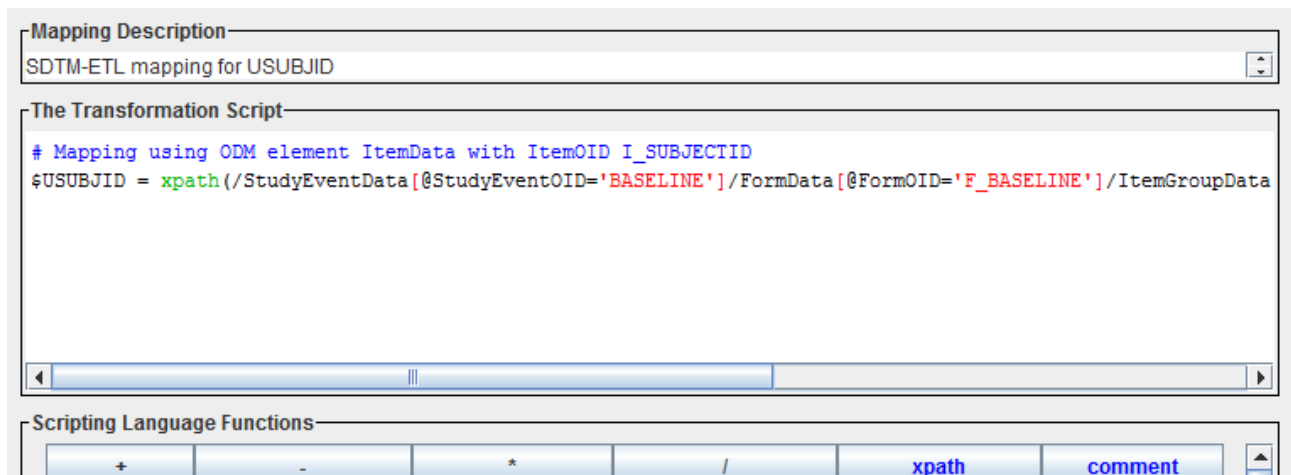 Mapping Description
SDTM-ETL mapping for USUBJID
The Transformation Script
# Mapping using ODM element ItemData with ItemOID I_SUBJECTID
$USUBJID = xpath(/StudyEventData[@StudyEventOID='BASELINE']/FormData[@FormOID='F_BASELINE']/ItemGroupData
Scripting Language Functions
+ - * / xpath comment